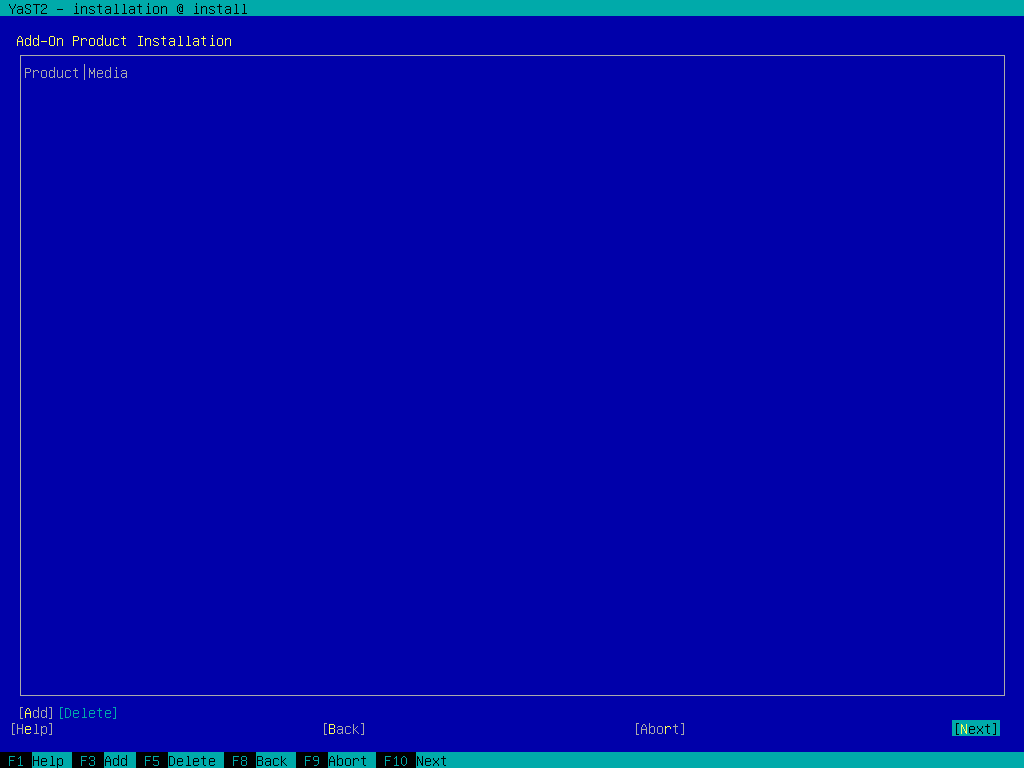 YaST2 - installation @ install
Add-On Product Installation
Product│Media
[Add] [Delete]
[Help] [Back] [Abort] [Next]
F1 Help F3 Add F5 Delete F8 Back F9 Abort F10 Next